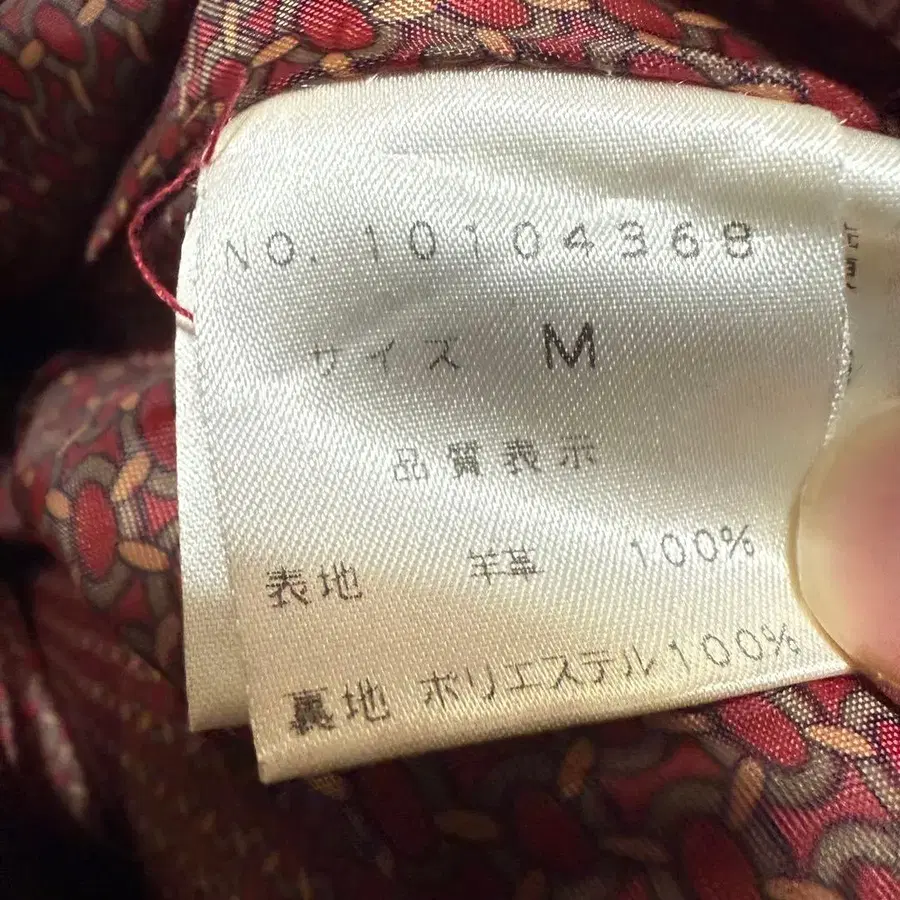 NO. 10104368
サイズ M
品質表示
表地 羊革 100%
裏地 ポリエステル100%